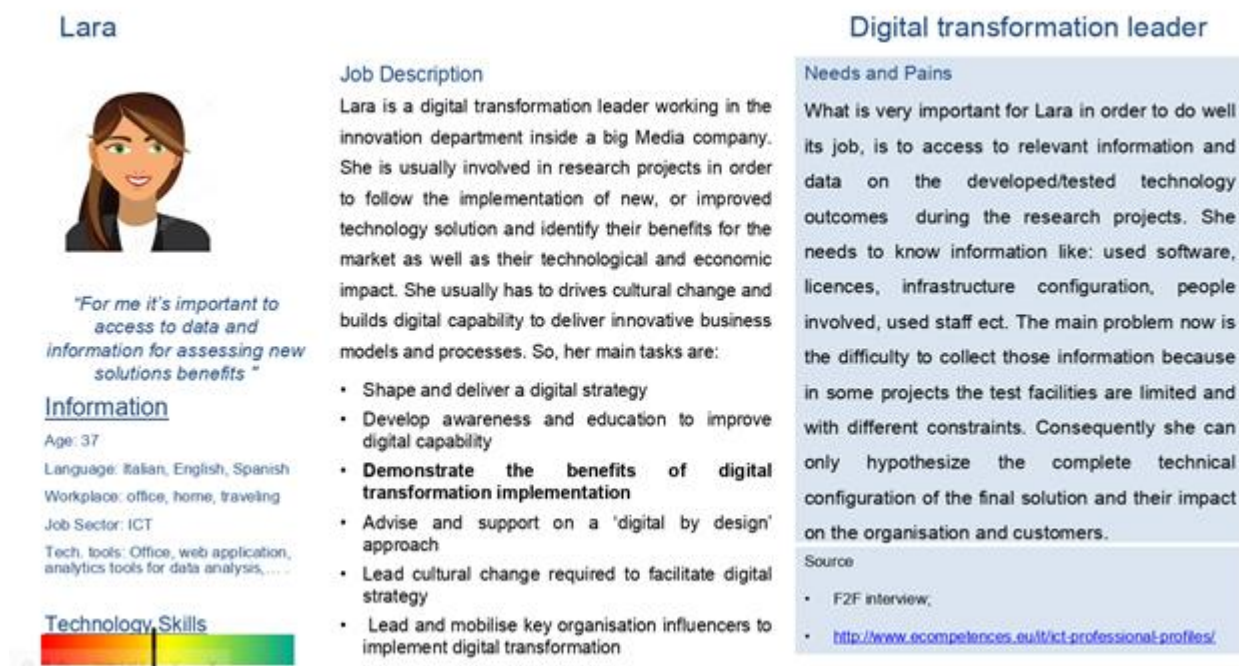 Lara
Digital transformation leader
"For me it's important to
access to data and
information for assessing new
solutions benefits "
Information
Age: 37
Language: Italian, English, Spanish
Workplace: office, home, traveling
Job Sector: ICT
Tech. tools: Office, web application,
analytics tools for data analysis,... .
Technology Skills
Job Description
Lara is a digital transformation leader working in the
innovation department inside a big Media company.
She is usually involved in research projects in order
to follow the implementation of new, or improved
technology solution and identify their benefits for the
market as well as their technological and economic
impact. She usually has to drives cultural change and
builds digital capability to deliver innovative business
models and processes. So, her main tasks are:
• Shape and deliver a digital strategy
• Develop awareness and education to improve
digital capability
• Demonstrate the benefits of digital
transformation implementation
• Advise and support on a 'digital by design'
approach
• Lead cultural change required to facilitate digital
strategy
• Lead and mobilise key organisation influencers to
implement digital transformation
Needs and Pains
What is very important for Lara in order to do well
its job, is to access to relevant information and
data on the developed/tested technology
outcomes during the research projects. She
needs to know information like: used software,
licences, infrastructure configuration, people
involved, used staff ect. The main problem now is
the difficulty to collect those information because
in some projects the test facilities are limited and
with different constraints. Consequently she can
only hypothesize the complete technical
configuration of the final solution and their impact
on the organisation and customers.
Source
• F2F interview;
• http://www.ecompetences.eu/it/ict-professional-profiles/